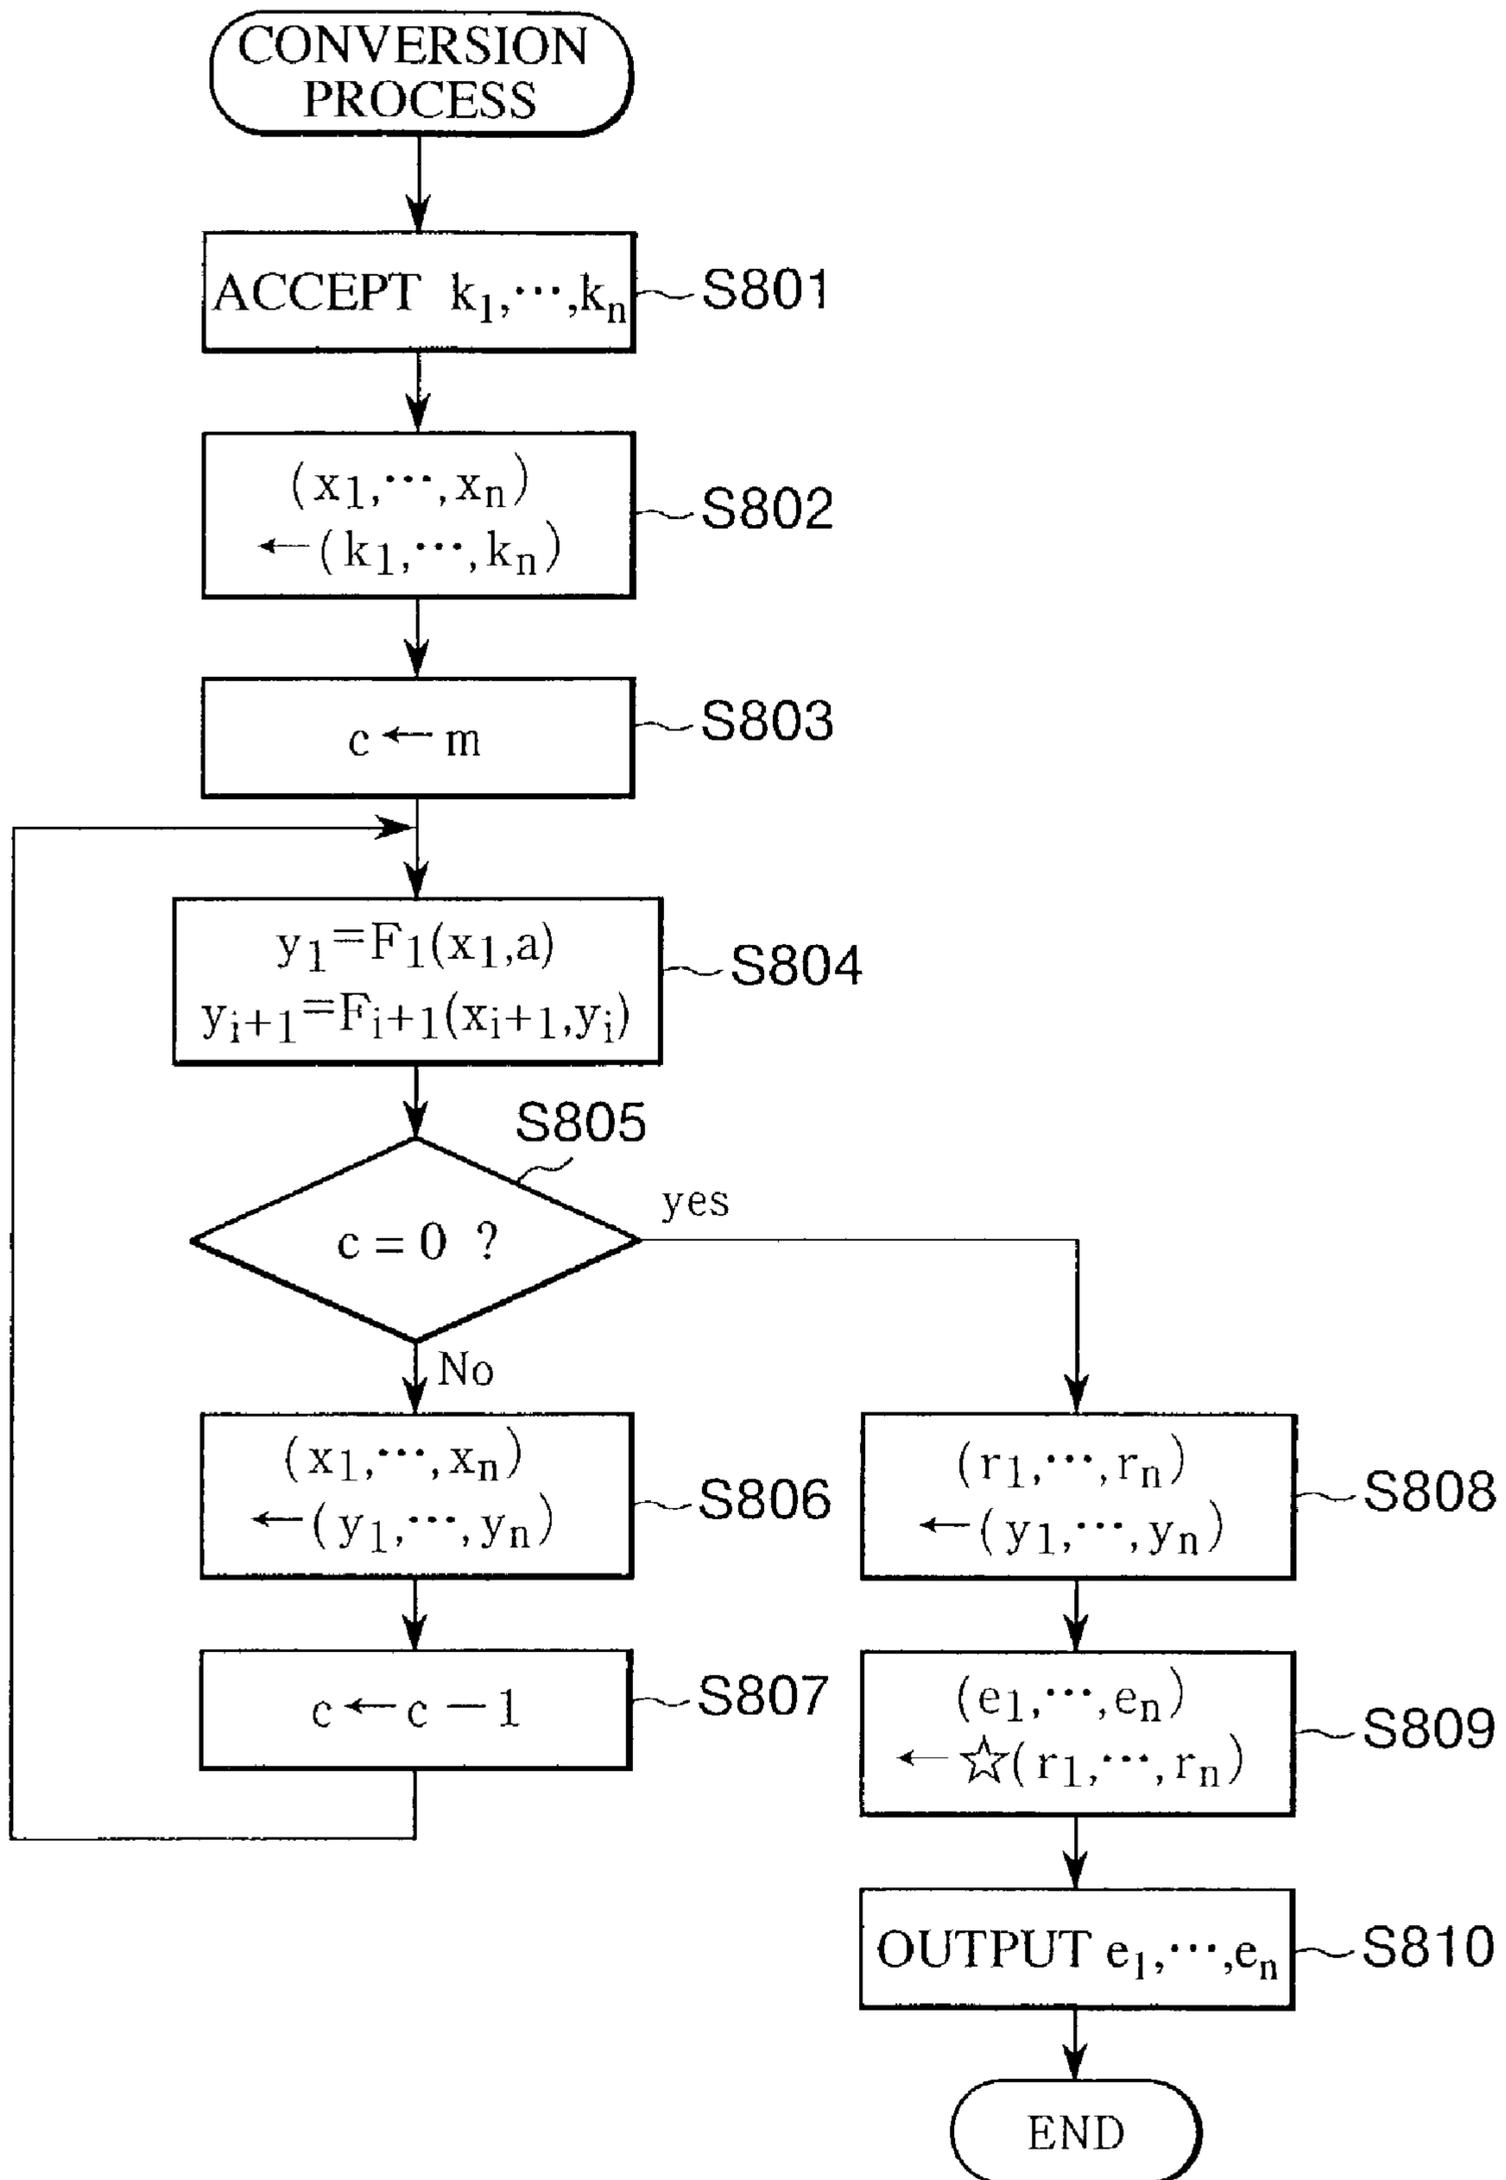 CONVERSION
PROCESS
ACCEPT k1,⋯,kn
S801
(x1,⋯,xn)
←(k1,⋯,kn)
S802
c←m
S803
y1=F1(x1,a)
yi+1=Fi+1(xi+1,yi)
S804
S805
c=0 ?
yes
No
(x1,⋯,xn)
←(y1,⋯,yn)
S806
c←c−1
S807
(r1,⋯,rn)
←(y1,⋯,yn)
S808
(e1,⋯,en)
←☆(r1,⋯,rn)
S809
OUTPUT e1,⋯,en
S810
END